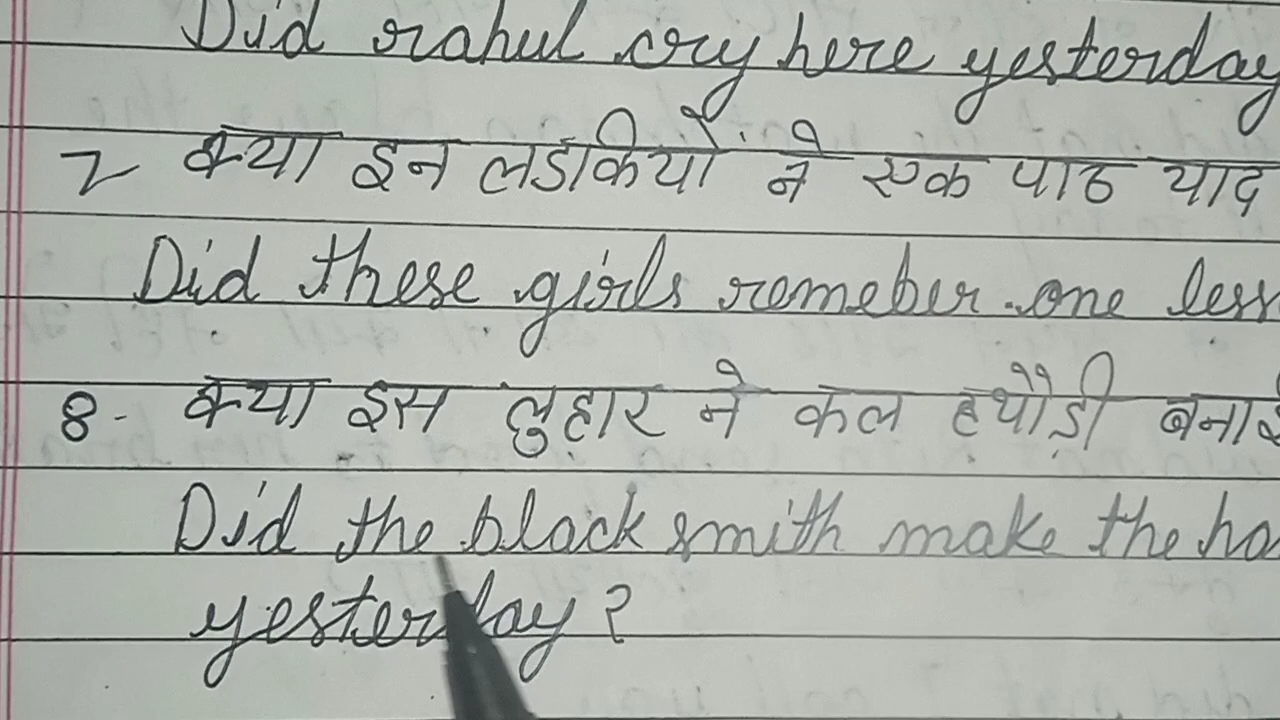 Did rahul cry here yesterday
7 क्या इन लडकियों ने एक पाठ याद
Did these girls remeber one less
8- क्या इस लुहार ने कल हथौड़ी बनाई
Did the black smith make the ha
yesterday?